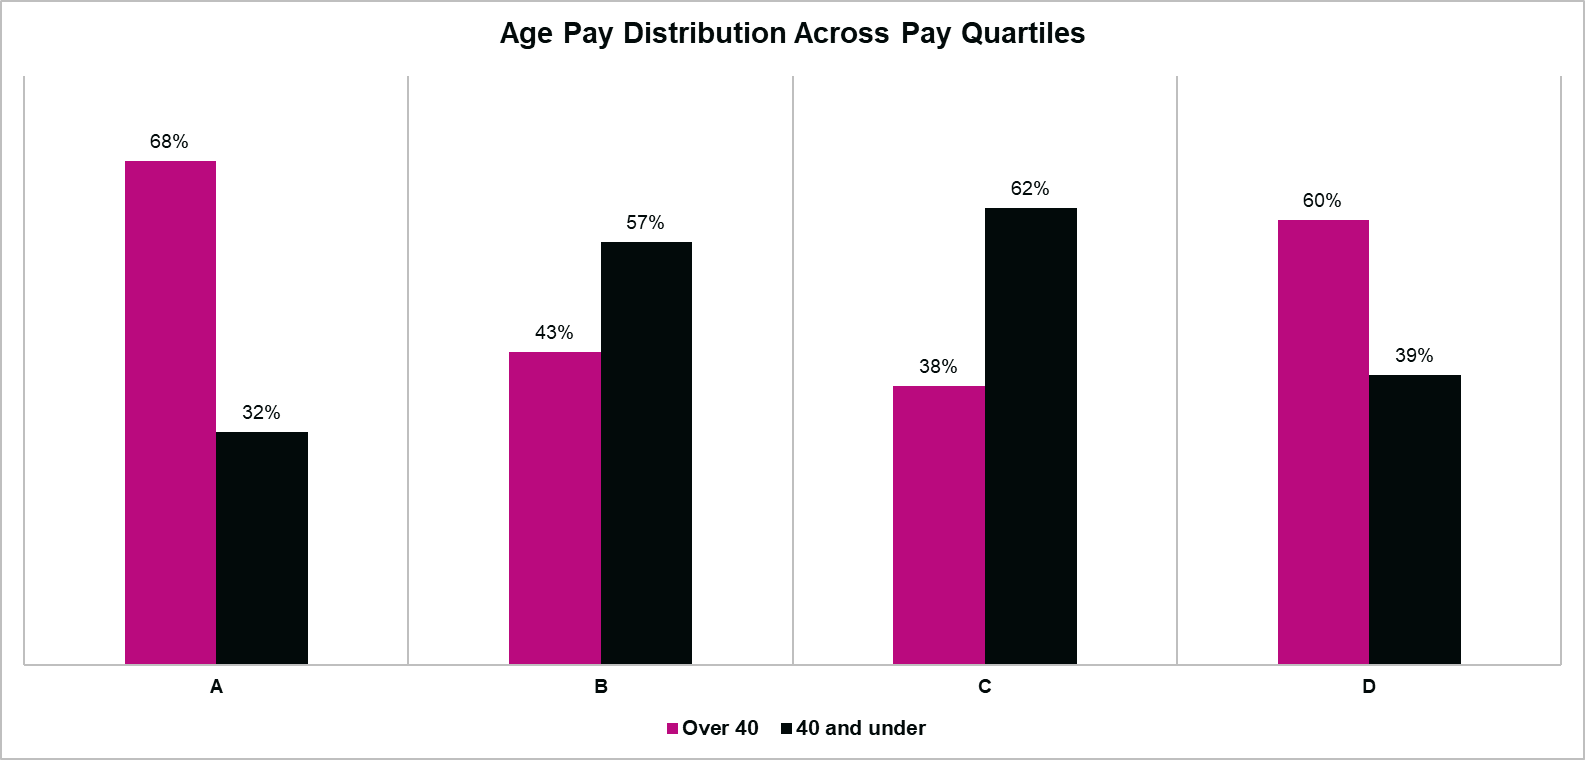 Age Pay Distribution Across Pay Quartiles
68%
32%
43%
57%
38%
62%
60%
39%
A B C D
Over 40 40 and under